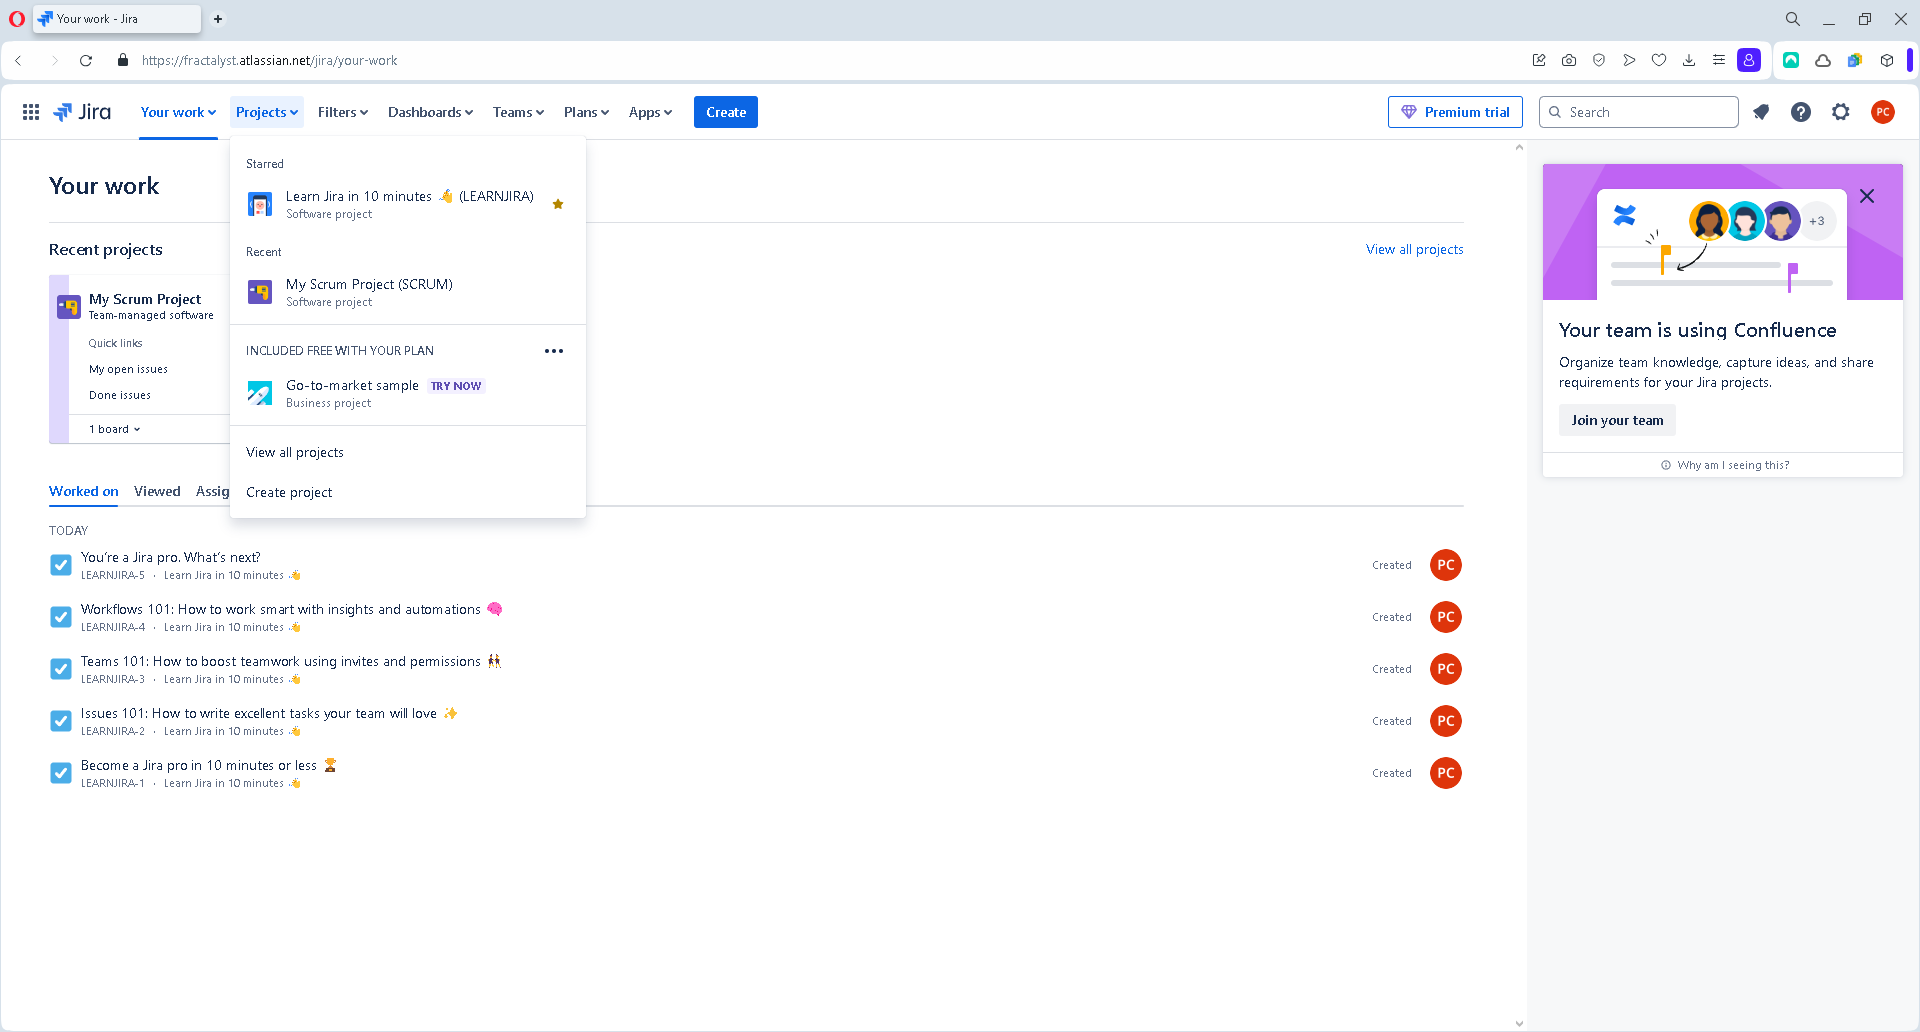 Your work - Jira
https://fractalyst.atlassian.net/jira/your-work
Jira
Your work
Projects
Filters
Dashboards
Teams
Plans
Apps
Create
Premium trial
Search
PC
Your work
Recent projects
View all projects
My Scrum Project
Team-managed software
Quick links
My open issues
Done issues
1 board
Starred
Learn Jira in 10 minutes 👋 (LEARNJIRA)
Software project
Recent
My Scrum Project (SCRUM)
Software project
INCLUDED FREE WITH YOUR PLAN
Go-to-market sample TRY NOW
Business project
View all projects
Create project
Worked on
Viewed
Assig
TODAY
You're a Jira pro. What's next?
LEARNJIRA-5 · Learn Jira in 10 minutes 👋
Created
PC
Workflows 101: How to work smart with insights and automations 🧠
LEARNJIRA-4 · Learn Jira in 10 minutes 👋
Created
PC
Teams 101: How to boost teamwork using invites and permissions 👯
LEARNJIRA-3 · Learn Jira in 10 minutes 👋
Created
PC
Issues 101: How to write excellent tasks your team will love ✨
LEARNJIRA-2 · Learn Jira in 10 minutes 👋
Created
PC
Become a Jira pro in 10 minutes or less 🏆
LEARNJIRA-1 · Learn Jira in 10 minutes 👋
Created
PC
+3
Your team is using Confluence
Organize team knowledge, capture ideas, and share
requirements for your Jira projects.
Join your team
Why am I seeing this?